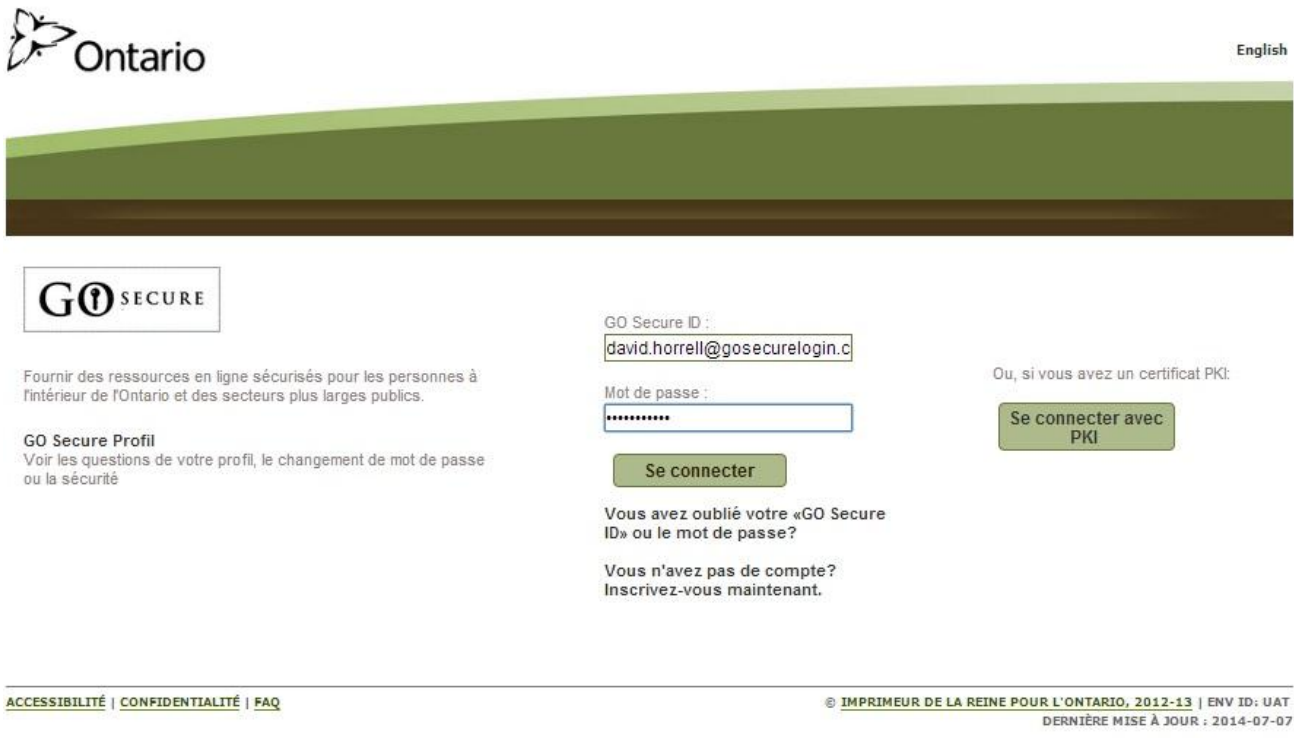 Ontario
English
GO SECURE
Fournir des ressources en ligne sécurisés pour les personnes à
l'intérieur de l'Ontario et des secteurs plus larges publics.
GO Secure Profil
Voir les questions de votre profil, le changement de mot de passe
ou la sécurité
GO Secure ID :
david.horrell@gosecurelogin.c
Mot de passe :
•••••••••••
Se connecter
Vous avez oublié votre «GO Secure
ID» ou le mot de passe?
Vous n'avez pas de compte?
Inscrivez-vous maintenant.
Ou, si vous avez un certificat PKI:
Se connecter avec
PKI
ACCESSIBILITÉ | CONFIDENTIALITÉ | FAQ
© IMPRIMEUR DE LA REINE POUR L'ONTARIO, 2012-13 | ENV ID: UAT
DERNIÈRE MISE À JOUR : 2014-07-07